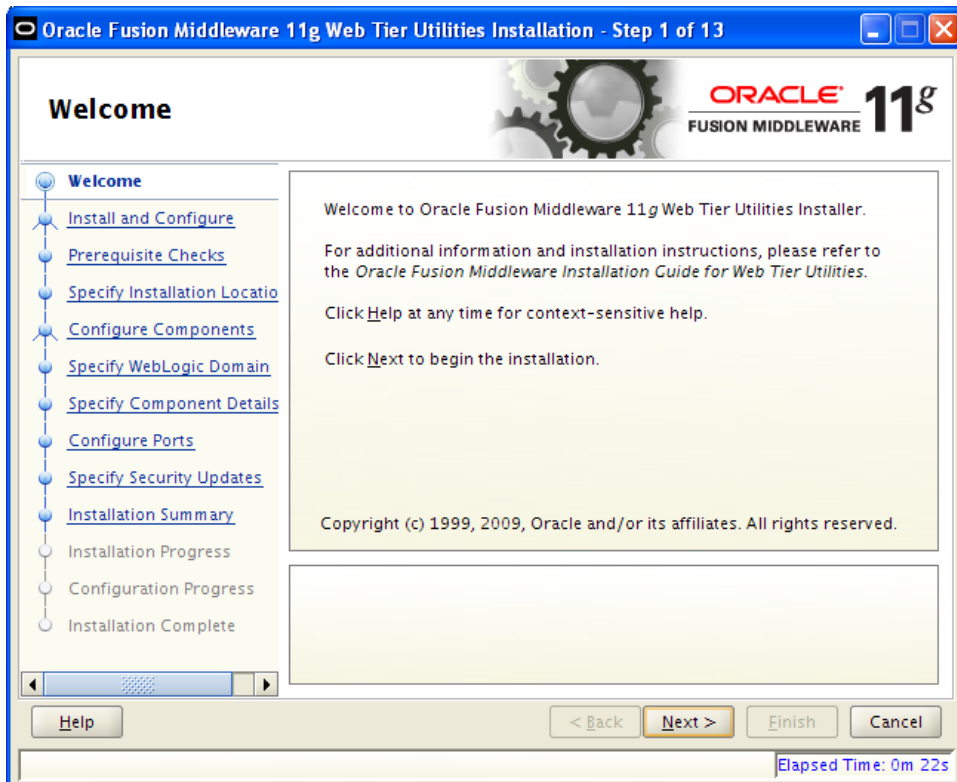 Oracle Fusion Middleware 11g Web Tier Utilities Installation - Step 1 of 13
Welcome
ORACLE
FUSION MIDDLEWARE
11g
Welcome
Install and Configure
Prerequisite Checks
Specify Installation Locatio
Configure Components
Specify WebLogic Domain
Specify Component Details
Configure Ports
Specify Security Updates
Installation Summary
Installation Progress
Configuration Progress
Installation Complete
Welcome to Oracle Fusion Middleware 11g Web Tier Utilities Installer.
For additional information and installation instructions, please refer to
the Oracle Fusion Middleware Installation Guide for Web Tier Utilities.
Click Help at any time for context-sensitive help.
Click Next to begin the installation.
Copyright (c) 1999, 2009, Oracle and/or its affiliates. All rights reserved.
Help
< Back
Next >
Finish
Cancel
Elapsed Time: 0m 22s